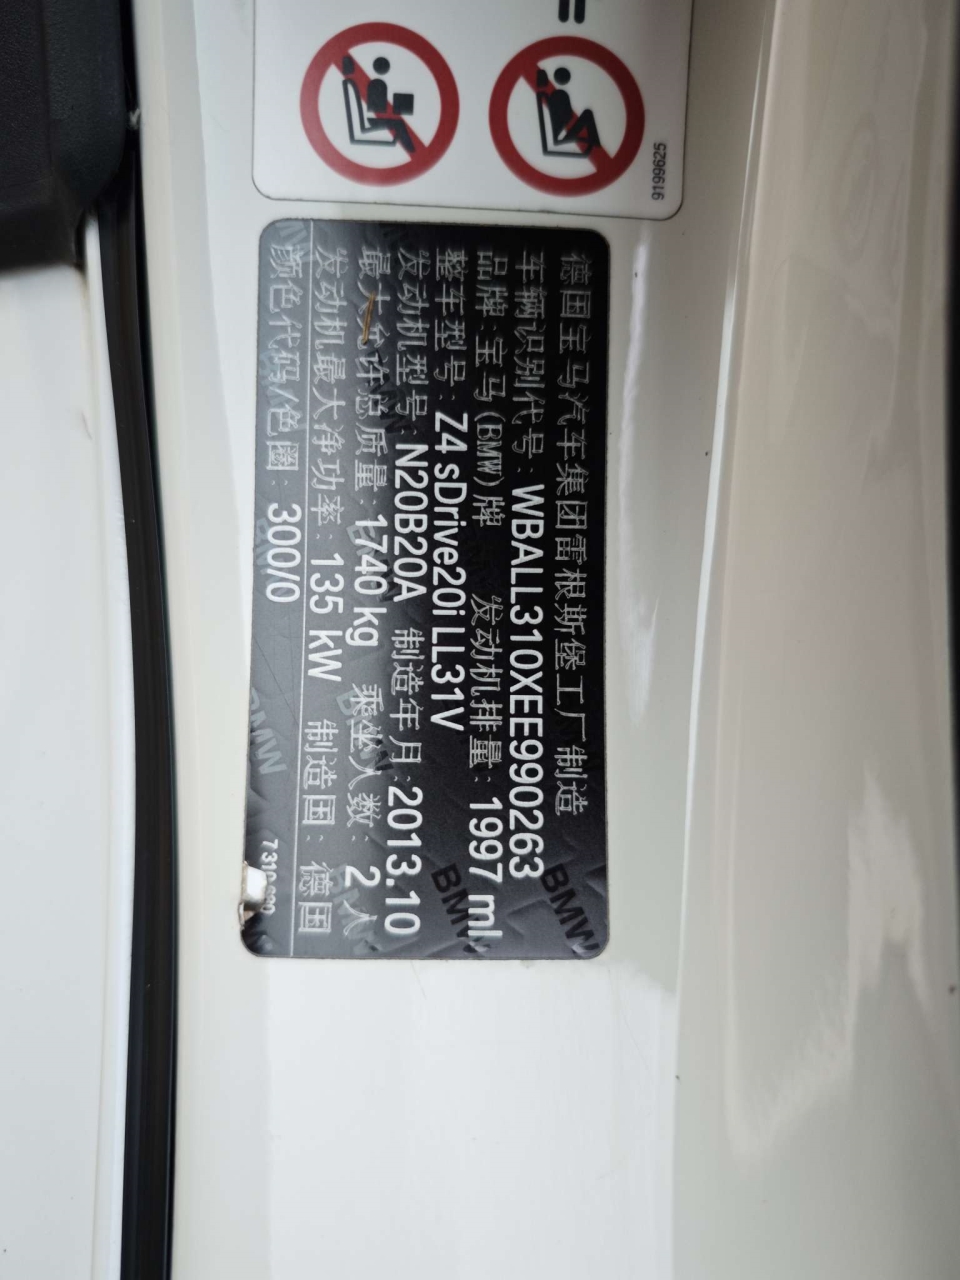 =
9199625
德国宝马汽车集团雷根斯堡工厂制造
车辆识别代号:WBALL310XEE990263
品牌:宝马(BMW)牌 发动机排量:1997 ml
整车型号:Z4 sDrive20i LL31V
发动机型号:N20B20A 制造年月:2013.10
最大允许总质量:1740 kg 乘坐人数:2人
发动机最大净功率:135 kW 制造国:德国
颜色代码/色圈:300/0
BMW
BMW
BMW